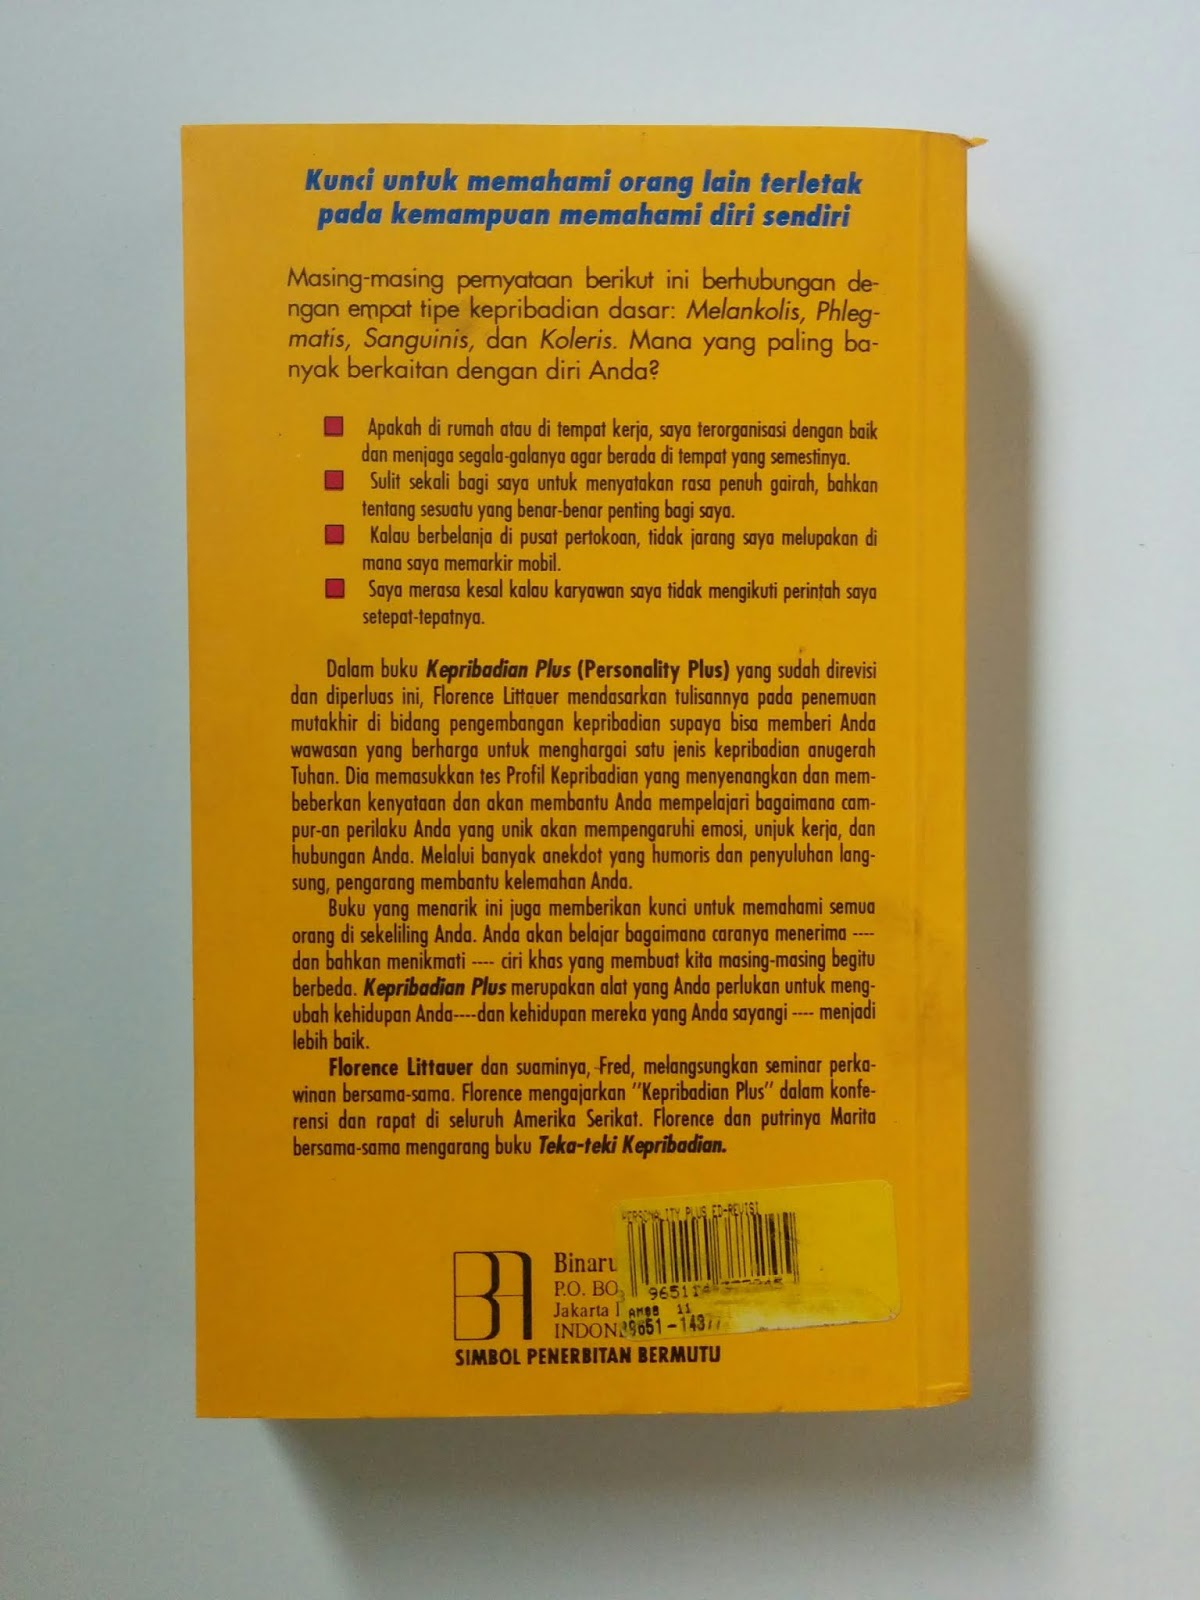 Kunci untuk memahami orang lain terletak
pada kemampuan memahami diri sendiri
Masing-masing pernyataan berikut ini berhubungan de-
ngan empat tipe kepribadian dasar: Melankolis, Phleg-
matis, Sanguinis, dan Koleris. Mana yang paling ba-
nyak berkaitan dengan diri Anda?
Apakah di rumah atau di tempat kerja, saya terorganisasi dengan baik
dan menjaga segala-galanya agar berada di tempat yang semestinya.
Sulit sekali bagi saya untuk menyatakan rasa penuh gairah, bahkan
tentang sesuatu yang benar-benar penting bagi saya.
Kalau berbelanja di pusat pertokoan, tidak jarang saya melupakan di
mana saya memarkir mobil.
Saya merasa kesal kalau karyawan saya tidak mengikuti perintah saya
setepat-tepatnya.
Dalam buku Kepribadian Plus (Personality Plus) yang sudah direvisi
dan diperluas ini, Florence Littauer mendasarkan tulisannya pada penemuan
mutakhir di bidang pengembangan kepribadian supaya bisa memberi Anda
wawasan yang berharga untuk menghargai satu jenis kepribadian anugerah
Tuhan. Dia memasukkan tes Profil Kepribadian yang menyenangkan dan mem-
beberkan kenyataan dan akan membantu Anda mempelajari bagaimana cam-
pur-an perilaku Anda yang unik akan mempengaruhi emosi, unjuk kerja, dan
hubungan Anda. Melalui banyak anekdot yang humoris dan penyuluhan lang-
sung, pengarang membantu kelemahan Anda.
Buku yang menarik ini juga memberikan kunci untuk memahami semua
orang di sekeliling Anda. Anda akan belajar bagaimana caranya menerima ----
dan bahkan menikmati ---- ciri khas yang membuat kita masing-masing begitu
berbeda. Kepribadian Plus merupakan alat yang Anda perlukan untuk meng-
ubah kehidupan Anda----dan kehidupan mereka yang Anda sayangi ---- menjadi
lebih baik.
Florence Littauer dan suaminya, Fred, melangsungkan seminar perka-
winan bersama-sama. Florence mengajarkan "Kepribadian Plus" dalam konfe-
rensi dan rapat di seluruh Amerika Serikat. Florence dan putrinya Marita
bersama-sama mengarang buku Teka-teki Kepribadian.
PERSONALITY PLUS ED-REVISI
BA
Binaru
P.O. BO
Jakarta
INDON
SIMBOL PENERBITAN BERMUTU